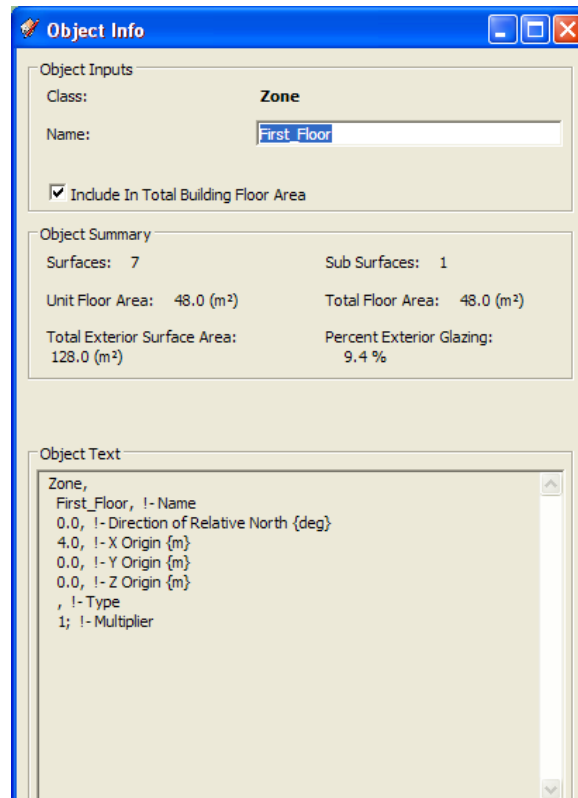 Object Info
Object Inputs
Class: Zone
Name: First_Floor
Include In Total Building Floor Area
Object Summary
Surfaces: 7 Sub Surfaces: 1
Unit Floor Area: 48.0 (m²) Total Floor Area: 48.0 (m²)
Total Exterior Surface Area: Percent Exterior Glazing:
128.0 (m²) 9.4 %
Object Text
Zone,
First_Floor, !- Name
0.0, !- Direction of Relative North {deg}
4.0, !- X Origin {m}
0.0, !- Y Origin {m}
0.0, !- Z Origin {m}
, !- Type
1; !- Multiplier